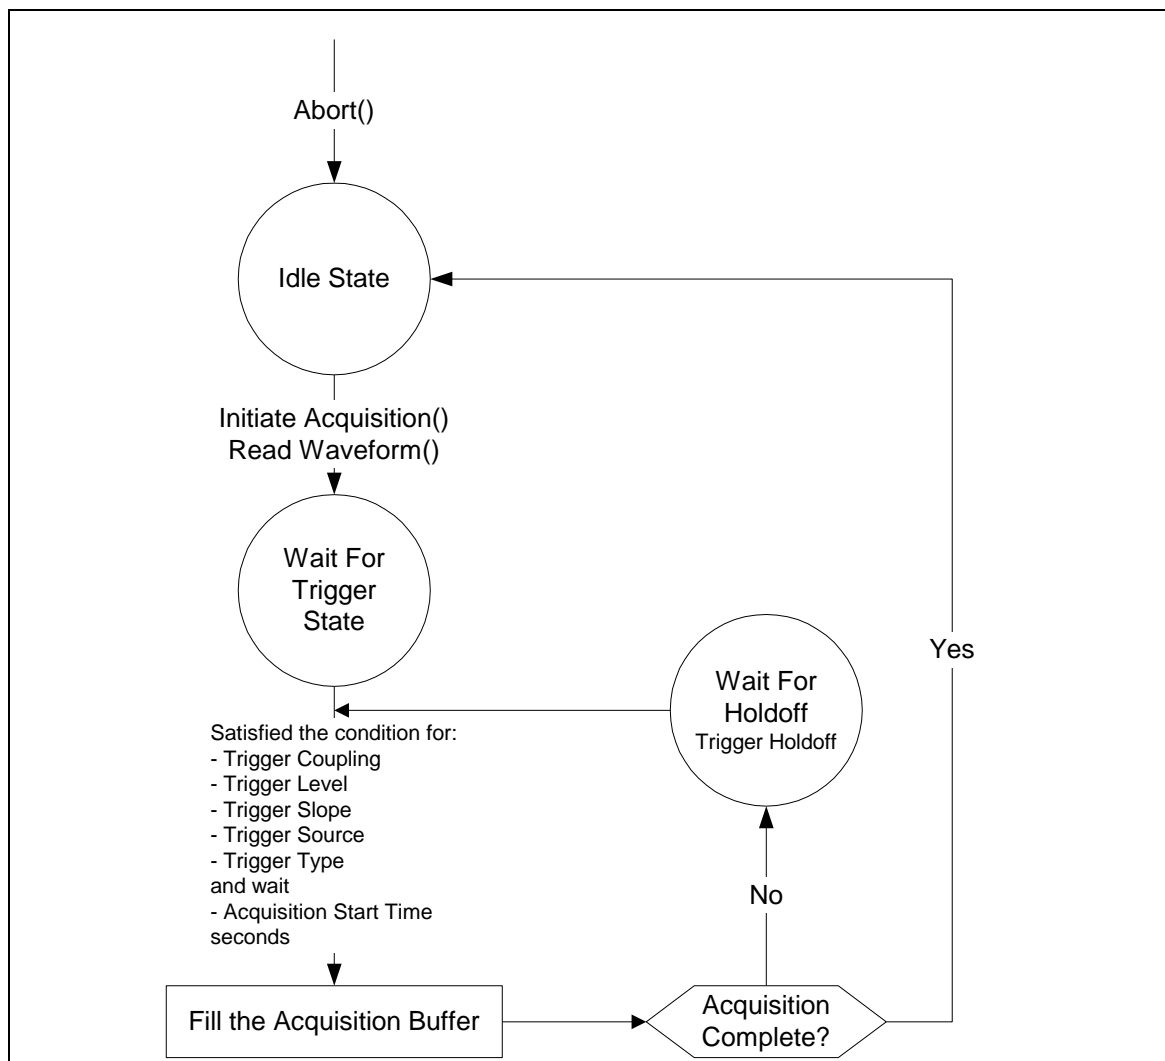 Abort()
Idle State
Initiate Acquisition()
Read Waveform()
Wait For
Trigger
State
Yes
Wait For
Holdoff
Trigger Holdoff
Satisfied the condition for:
- Trigger Coupling
- Trigger Level
- Trigger Slope
- Trigger Source
- Trigger Type
and wait
- Acquisition Start Time
seconds
No
Fill the Acquisition Buffer
Acquisition
Complete?